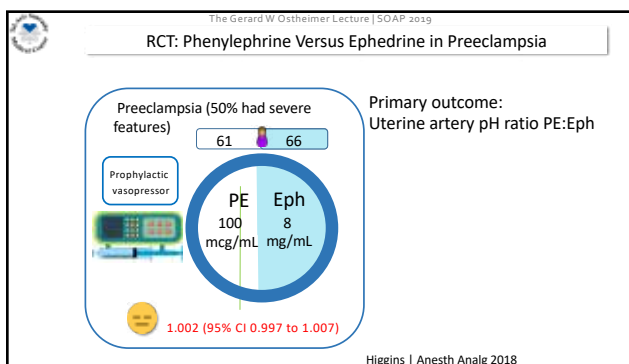 The Gerard W Ostheimer Lecture | SOAP 2019
RCT: Phenylephrine Versus Ephedrine in Preeclampsia
Preeclampsia (50% had severe
features)
61
66
Prophylactic
vasopressor
PE
Eph
100
8
mcg/mL
mg/mL
1.002 (95% CI 0.997 to 1.007)
Primary outcome:
Uterine artery pH ratio PE:Eph
Higgins | Anesth Analg 2018